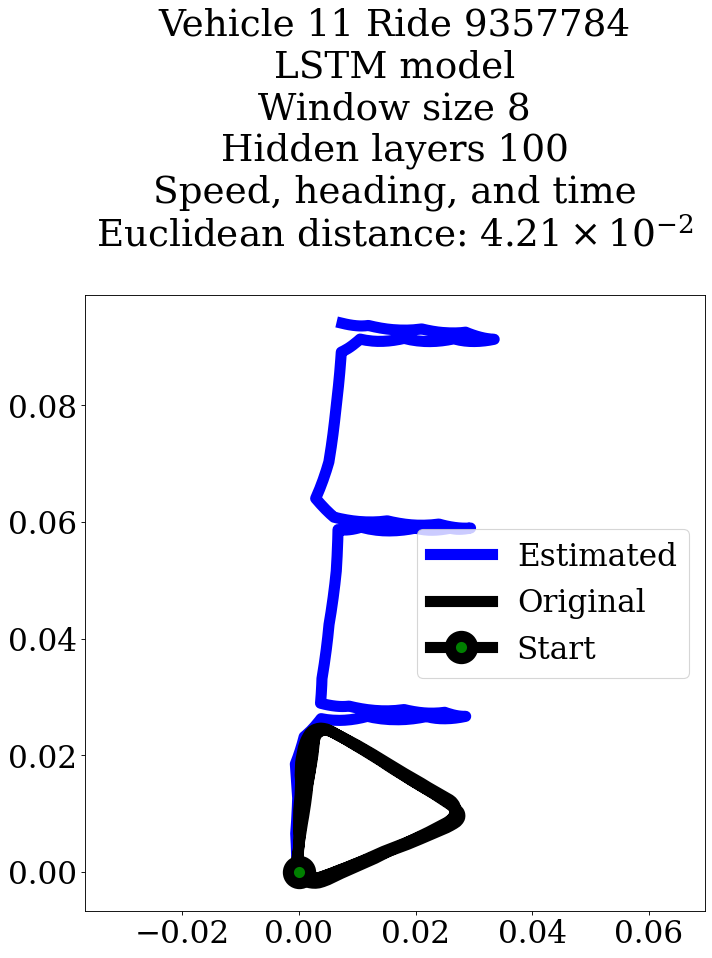 Vehicle 11 Ride 9357784
LSTM model
Window size 8
Hidden layers 100
Speed, heading, and time
Euclidean distance: 4.21 × 10⁻²
0.08
0.06
0.04
0.02
0.00
Estimated
Original
Start
−0.02 0.00 0.02 0.04 0.06